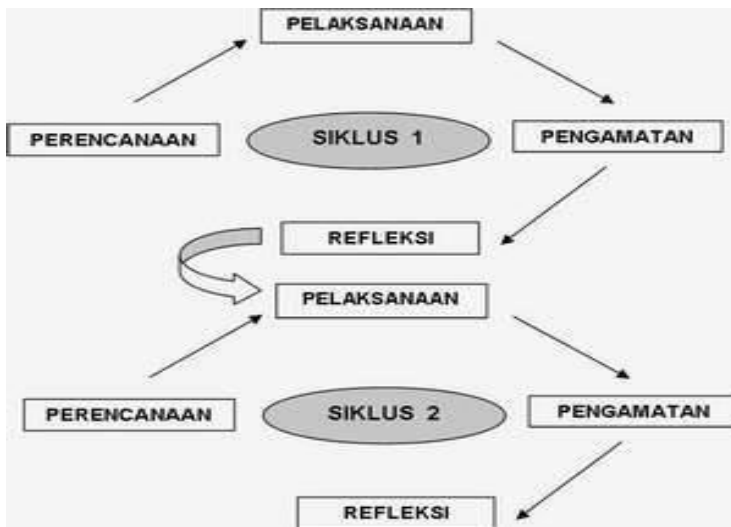 PELAKSANAAN
PERENCANAAN
SIKLUS 1
PENGAMATAN
REFLEKSI
PELAKSANAAN
PERENCANAAN
SIKLUS 2
PENGAMATAN
REFLEKSI